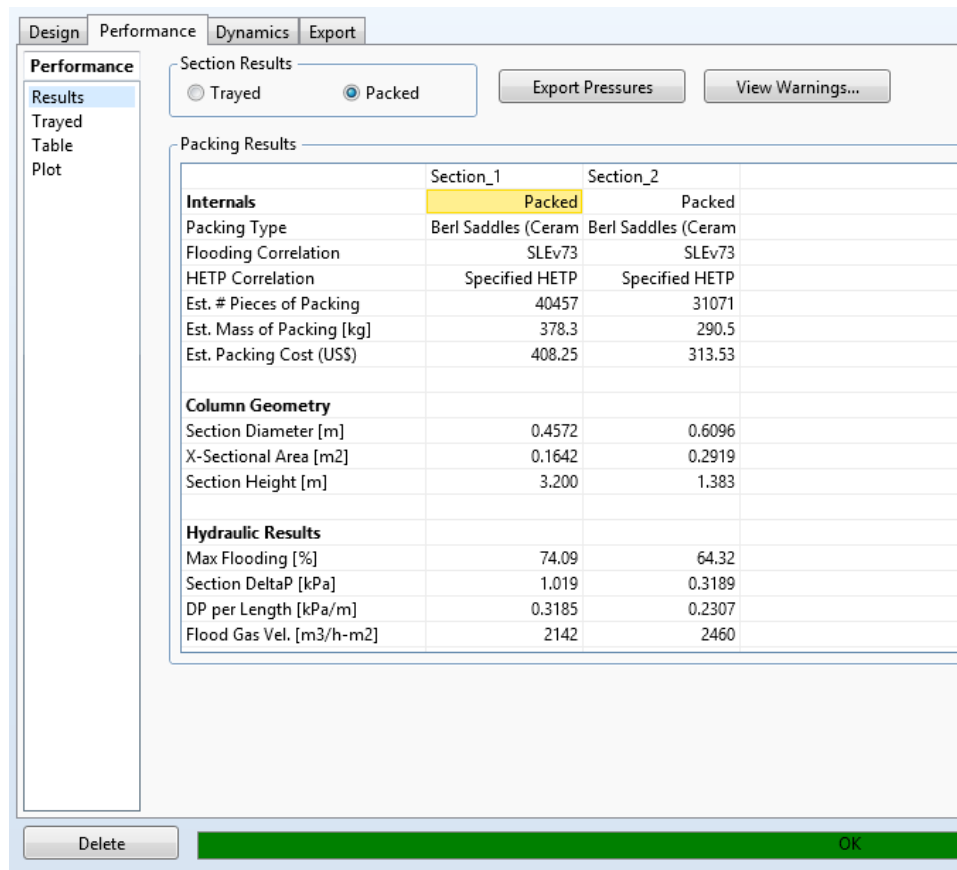 Design Performance Dynamics Export
Performance
Results
Trayed
Table
Plot
Section Results
Trayed Packed
Export Pressures
View Warnings...
Packing Results
Section_1 Section_2
Internals Packed Packed
Packing Type Berl Saddles (Ceram Berl Saddles (Ceram
Flooding Correlation SLEv73 SLEv73
HETP Correlation Specified HETP Specified HETP
Est. # Pieces of Packing 40457 31071
Est. Mass of Packing [kg] 378.3 290.5
Est. Packing Cost (US$) 408.25 313.53
Column Geometry
Section Diameter [m] 0.4572 0.6096
X-Sectional Area [m2] 0.1642 0.2919
Section Height [m] 3.200 1.383
Hydraulic Results
Max Flooding [%] 74.09 64.32
Section DeltaP [kPa] 1.019 0.3189
DP per Length [kPa/m] 0.3185 0.2307
Flood Gas Vel. [m3/h-m2] 2142 2460
Delete
OK